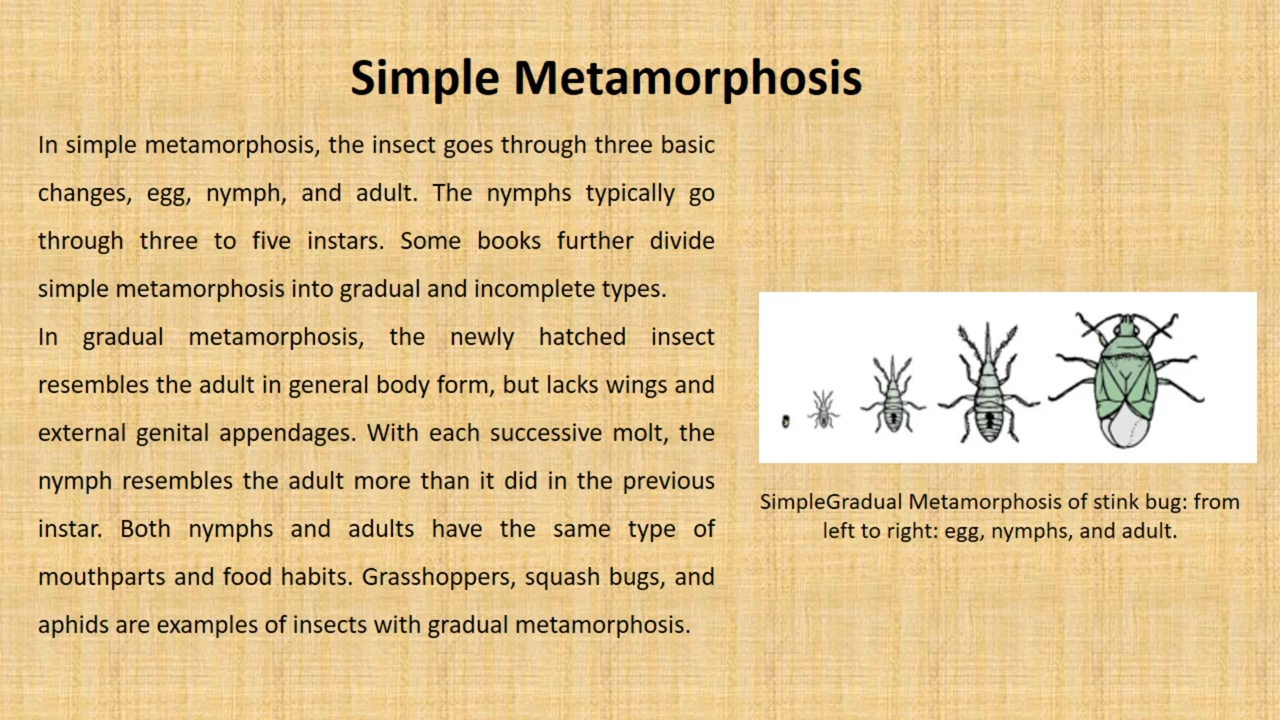 Simple Metamorphosis
In simple metamorphosis, the insect goes through three basic
changes, egg, nymph, and adult. The nymphs typically go
through three to five instars. Some books further divide
simple metamorphosis into gradual and incomplete types.
In gradual metamorphosis, the newly hatched insect
resembles the adult in general body form, but lacks wings and
external genital appendages. With each successive molt, the
nymph resembles the adult more than it did in the previous
instar. Both nymphs and adults have the same type of
mouthparts and food habits. Grasshoppers, squash bugs, and
aphids are examples of insects with gradual metamorphosis.
SimpleGradual Metamorphosis of stink bug: from
left to right: egg, nymphs, and adult.